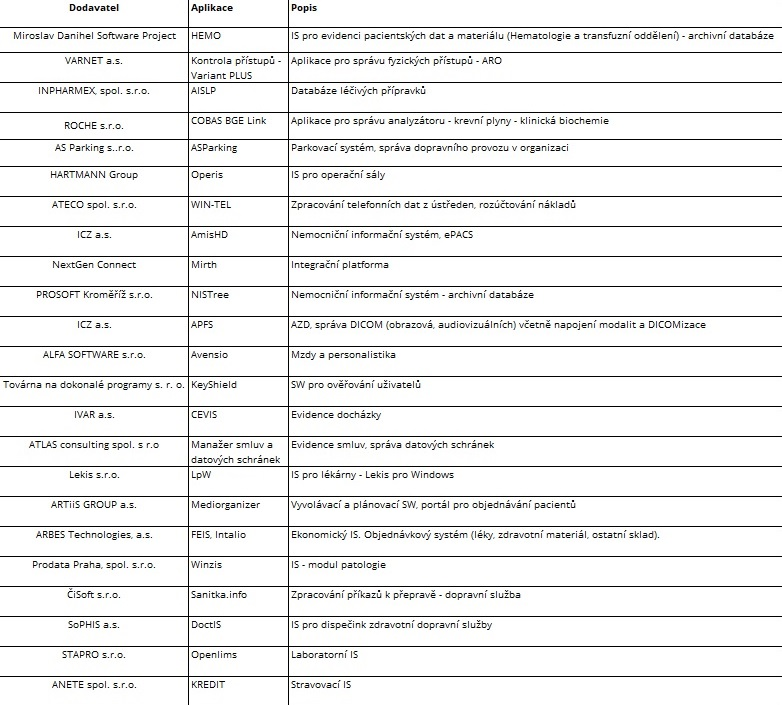 Dodavatel Aplikace Popis
Miroslav Danihel Software Project HEMO IS pro evidenci pacientských dat a materiálu (Hematologie a transfuzní oddělení) - archivní databáze
VARNET a.s. Kontrola přístupů - Aplikace pro správu fyzických přístupů - ARO
Variant PLUS
INPHARMEX, spol. s.r.o. AISLP Databáze léčivých přípravků
ROCHE s.r.o. COBAS BGE Link Aplikace pro správu analyzátoru - krevní plyny - klinická biochemie
AS Parking s..r.o. ASParking Parkovací systém, správa dopravního provozu v organizaci
HARTMANN Group Operis IS pro operační sály
ATECO spol. s.r.o. WIN-TEL Zpracování telefonních dat z ústředen, rozúčtování nákladů
ICZ a.s. AmisHD Nemocniční informační systém, ePACS
NextGen Connect Mirth Integrační platforma
PROSOFT Kroměříž s.r.o. NISTree Nemocniční informační systém - archivní databáze
ICZ a.s. APFS AZD, správa DICOM (obrazová, audiovizuálních) včetně napojení modalit a DICOMizace
ALFA SOFTWARE s.r.o. Avensio Mzdy a personalistika
Továrna na dokonalé programy s. r. o. KeyShield SW pro ověřování uživatelů
IVAR a.s. CEVIS Evidence docházky
ATLAS consulting spol. s r.o Manažer smluv a Evidence smluv, správa datových schránek
datových schránek
Lekis s.r.o. LpW IS pro lékárny - Lekis pro Windows
ARTiiS GROUP a.s. Mediorganizer Vyvolávací a plánovací SW, portál pro objednávání pacientů
ARBES Technologies, a.s. FEIS, Intalio Ekonomický IS. Objednávkový systém (léky, zdravotní materiál, ostatní sklad).
Prodata Praha, spol. s.r.o. Winzis IS - modul patologie
ČiSoft s.r.o. Sanitka.info Zpracování příkazů k přepravě - dopravní služba
SoPHIS a.s. DoctIS IS pro dispečink zdravotní dopravní služby
STAPRO s.r.o. Openlims Laboratorní IS
ANETE spol. s.r.o. KREDIT Stravovací IS